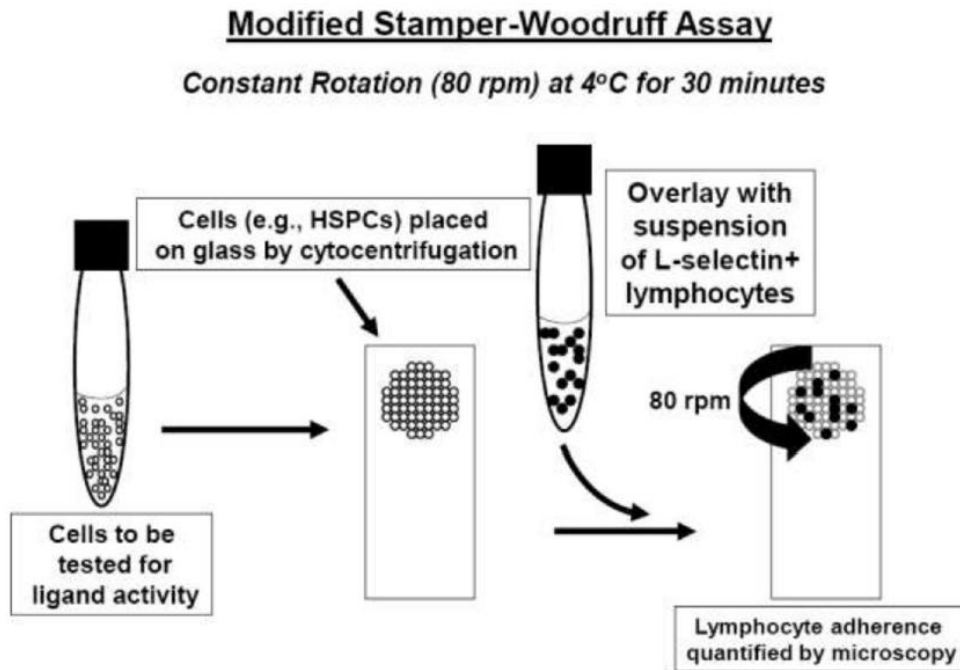 Modified Stamper-Woodruff Assay
Constant Rotation (80 rpm) at 4ºC for 30 minutes
Cells (e.g., HSPCs) placed
on glass by cytocentrifugation
Overlay with
suspension
of L-selectin+
lymphocytes
80 rpm
Cells to be
tested for
ligand activity
Lymphocyte adherence
quantified by microscopy